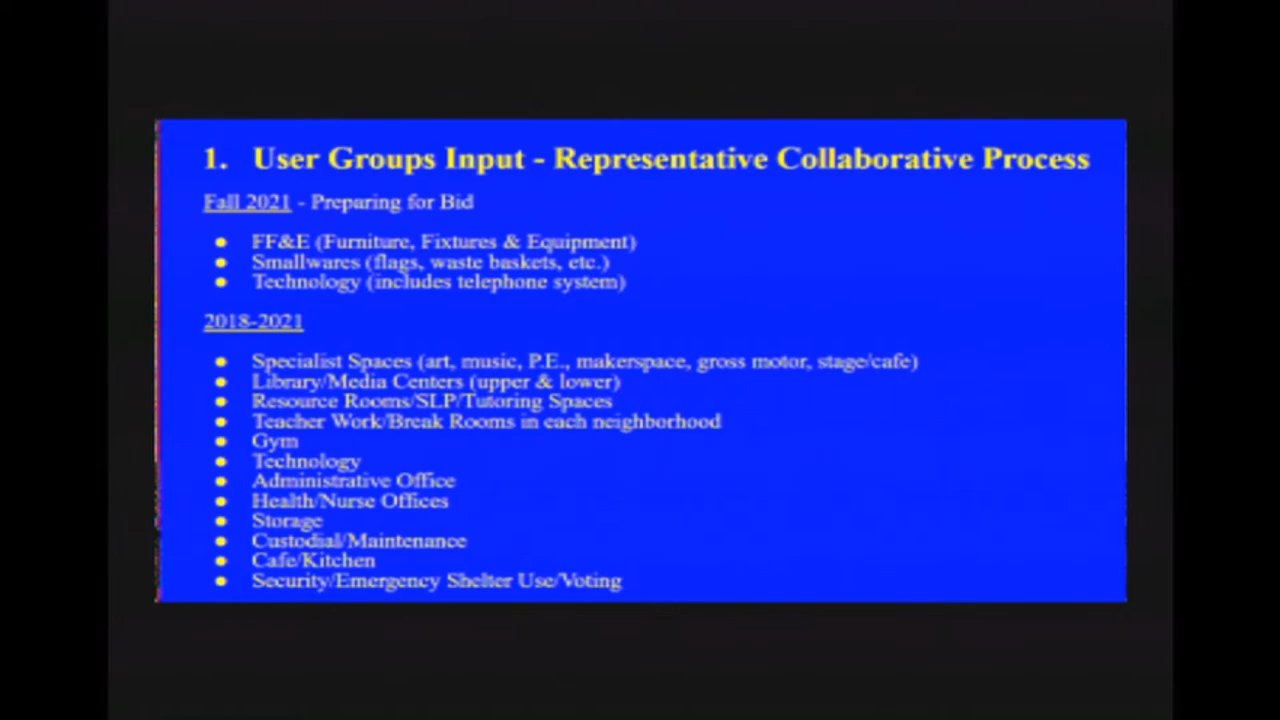 1. User Groups Input - Representative Collaborative Process
Fall 2021 - Preparing for Bid
● FF&E (Furniture, Fixtures & Equipment)
● Smallwares (flags, waste baskets, etc.)
● Technology (includes telephone system)
2018-2021
● Specialist Spaces (art, music, P.E., makerspace, gross motor, stage/cafe)
● Library/Media Centers (upper & lower)
● Resource Rooms/SLP/Tutoring Spaces
● Teacher Work/Break Rooms in each neighborhood
● Gym
● Technology
● Administrative Office
● Health/Nurse Offices
● Storage
● Custodial/Maintenance
● Cafe/Kitchen
● Security/Emergency Shelter Use/Voting